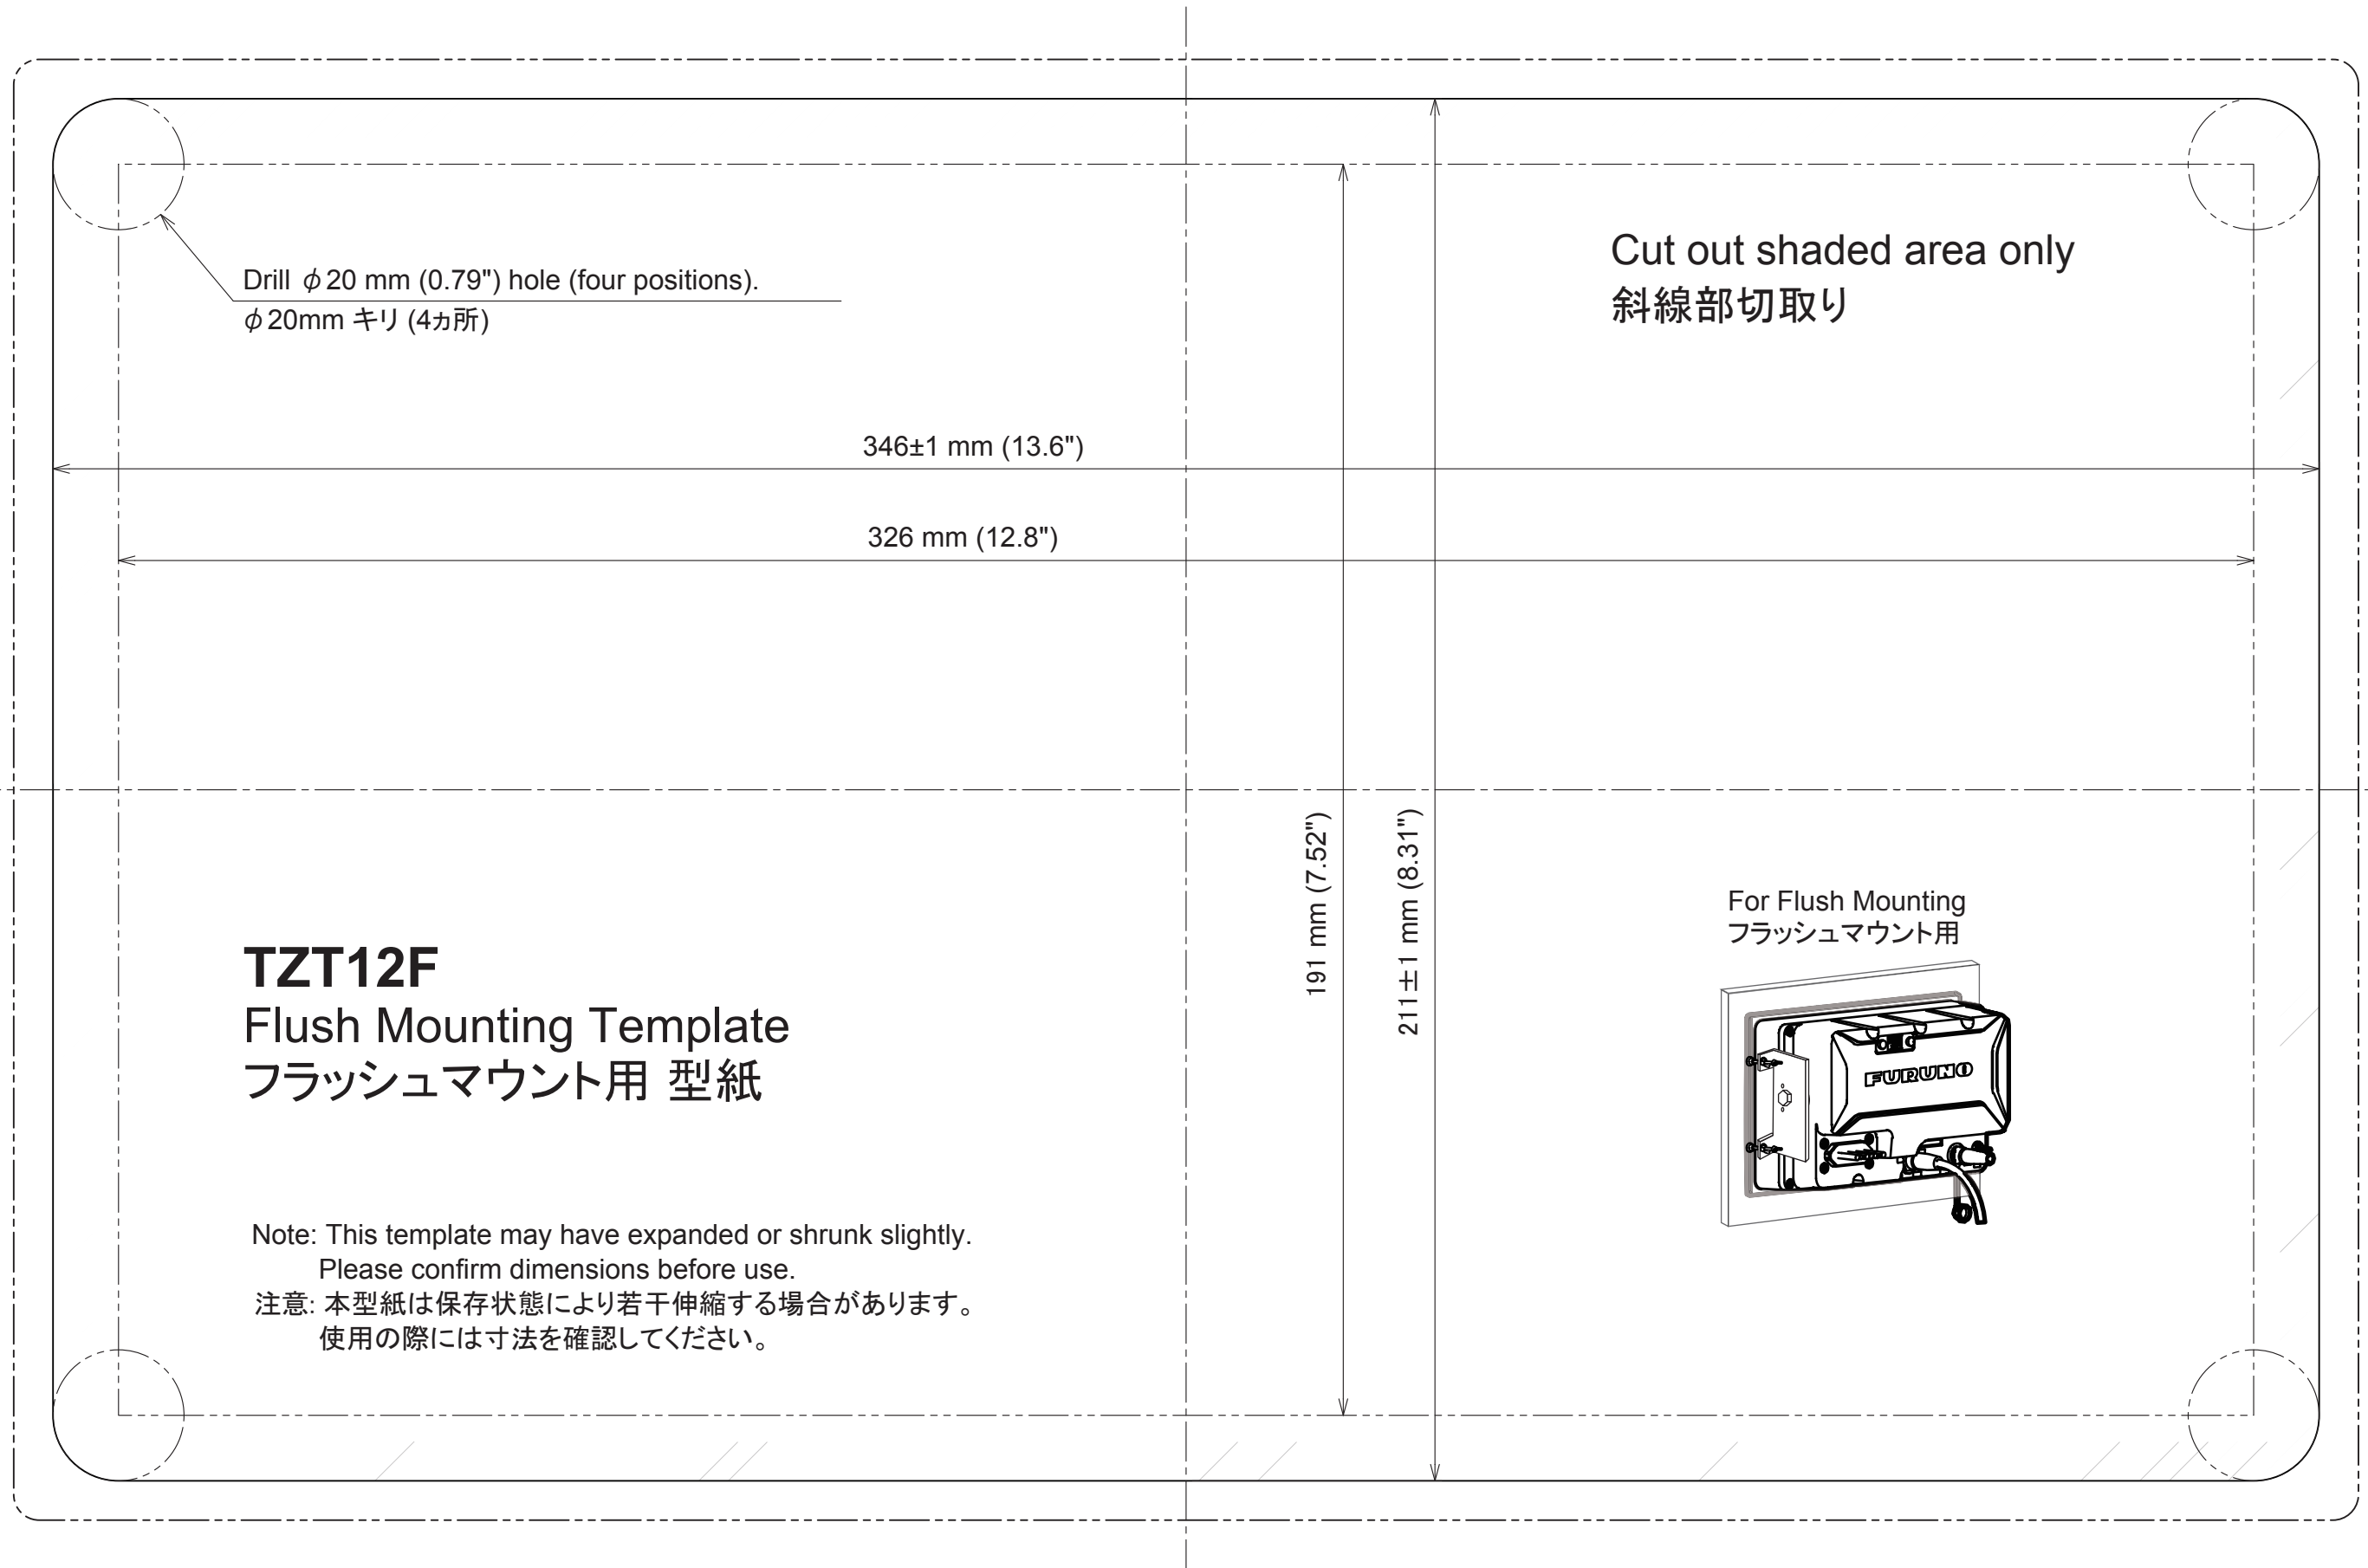 Drill φ20 mm (0.79") hole (four positions).
φ20mm キリ (4ヵ所)
Cut out shaded area only
斜線部切取り
346±1 mm (13.6")
326 mm (12.8")
191 mm (7.52")
211±1 mm (8.31")
For Flush Mounting
フラッシュマウント用
FURUNO
TZT12F
Flush Mounting Template
フラッシュマウント用 型紙
Note: This template may have expanded or shrunk slightly.
Please confirm dimensions before use.
注意: 本型紙は保存状態により若干伸縮する場合があります。
使用の際には寸法を確認してください。